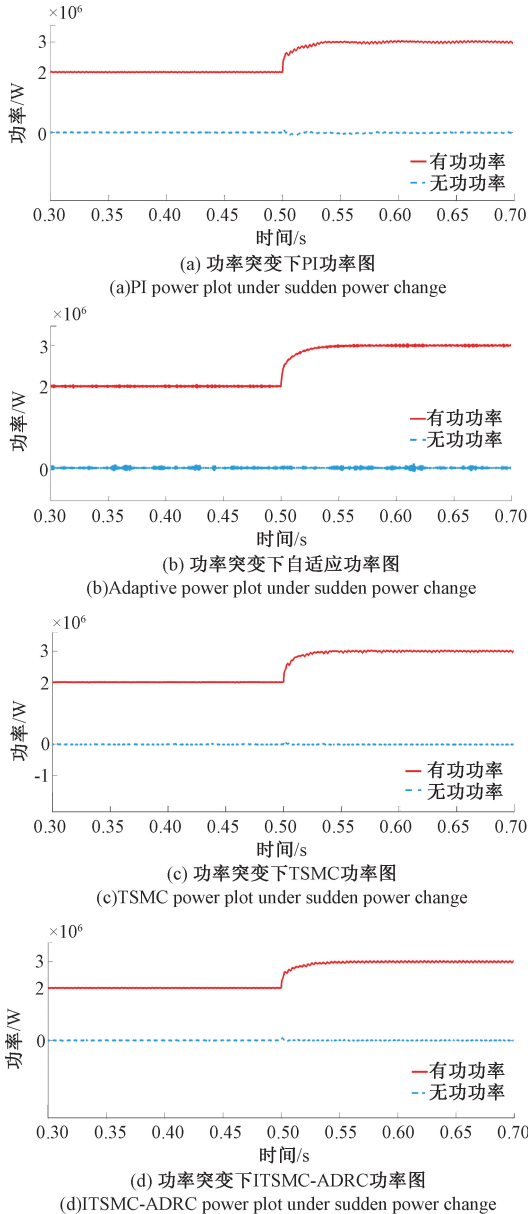 ×10⁶
3
2
0
功率/W
有功功率
无功功率
0.30 0.35 0.40 0.45 0.50 0.55 0.60 0.65 0.70
时间/s
(a) 功率突变下PI功率图
(a)PI power plot under sudden power change
×10⁶
3
2
0
功率/W
有功功率
无功功率
0.30 0.35 0.40 0.45 0.50 0.55 0.60 0.65 0.70
时间/s
(b) 功率突变下自适应功率图
(b)Adaptive power plot under sudden power change
×10⁶
3
2
0
-1
功率/W
有功功率
无功功率
0.30 0.35 0.40 0.45 0.50 0.55 0.60 0.65 0.70
时间/s
(c) 功率突变下TSMC功率图
(c)TSMC power plot under sudden power change
×10⁶
3
2
0
功率/W
有功功率
无功功率
0.30 0.35 0.40 0.45 0.50 0.55 0.60 0.65 0.70
时间/s
(d) 功率突变下ITSMC-ADRC功率图
(d)ITSMC-ADRC power plot under sudden power change